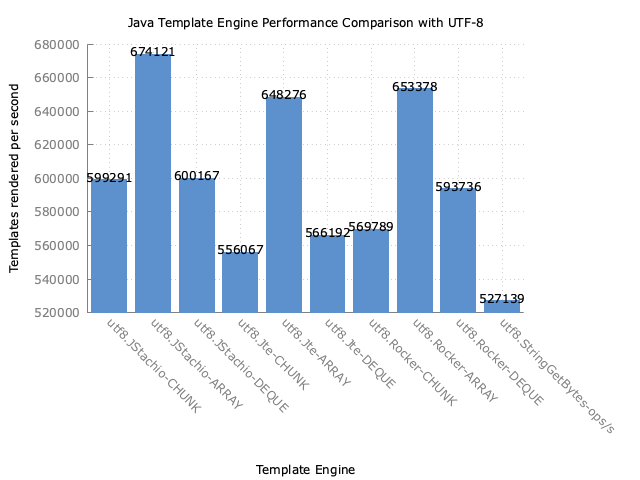 Java Template Engine Performance Comparison with UTF-8
Templates rendered per second
680000
660000
640000
620000
600000
580000
560000
540000
520000
599291
674121
600167
556067
648276
566192
569789
653378
593736
527139
utf8.JStachio-CHUNK
utf8.JStachio-ARRAY
utf8.JStachio-DEQUE
utf8.Jte-CHUNK
utf8.Jte-ARRAY
utf8.Jte-DEQUE
utf8.Rocker-CHUNK
utf8.Rocker-ARRAY
utf8.Rocker-DEQUE
utf8.StringGetBytes-ops/s
Template Engine